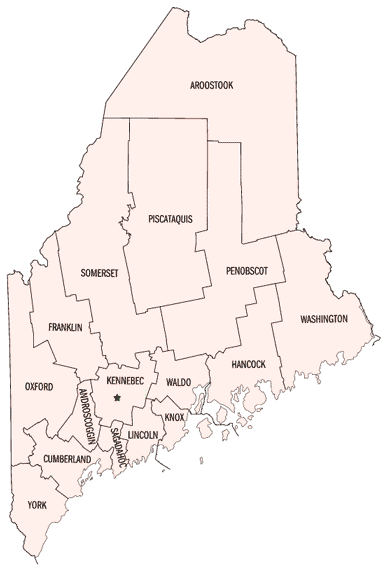 AROOSTOOK
PISCATAQUIS
SOMERSET
PENOBSCOT
WASHINGTON
FRANKLIN
HANCOCK
KENNEBEC
WALDO
OXFORD
ANDROSCOGGIN
KNOX
LINCOLN
SAGADAHOC
CUMBERLAND
YORK